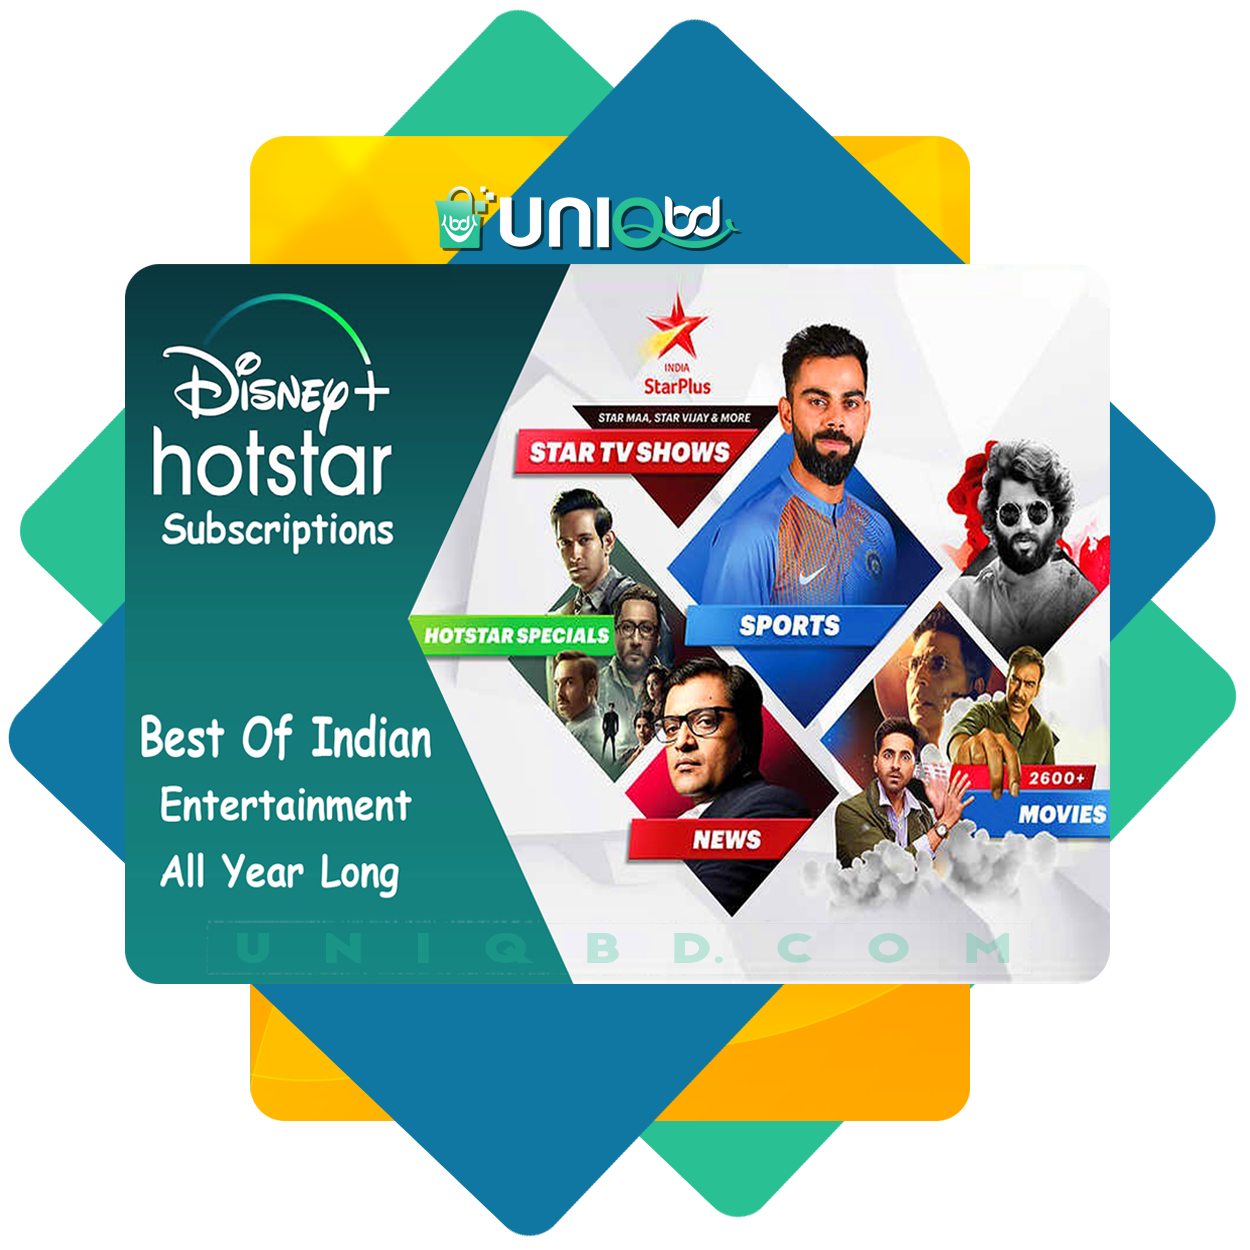 UNIQbd
Disney+
hotstar
Subscriptions
Best Of Indian
Entertainment
All Year Long
INDIA
StarPlus
STAR MAA, STAR VIJAY & MORE
STAR TV SHOWS
SPORTS
HOTSTAR SPECIALS
2600+
MOVIES
NEWS
UNIQBD.COM